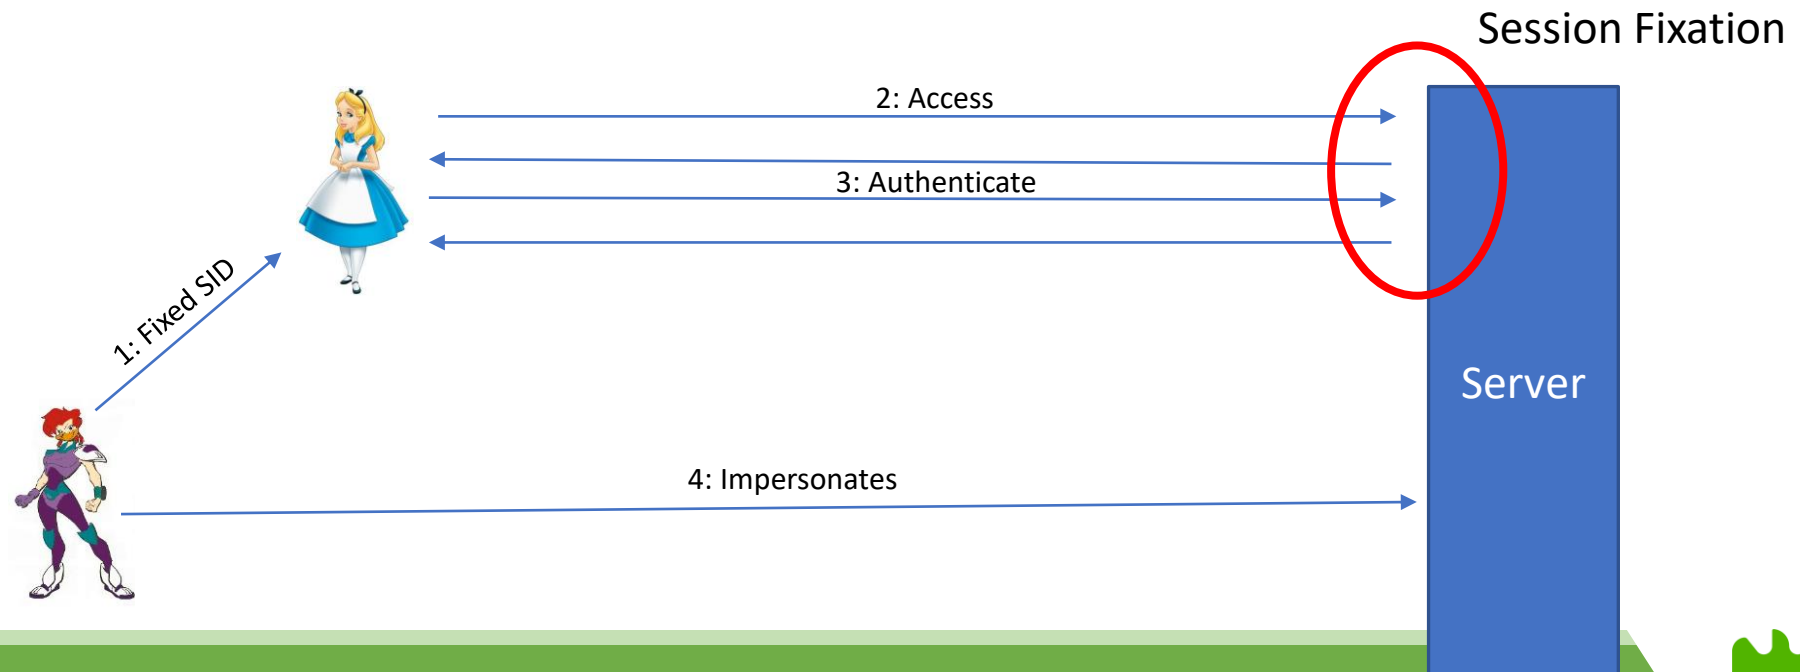 Session Fixation
2: Access
3: Authenticate
1: Fixed SID
Server
4: Impersonates